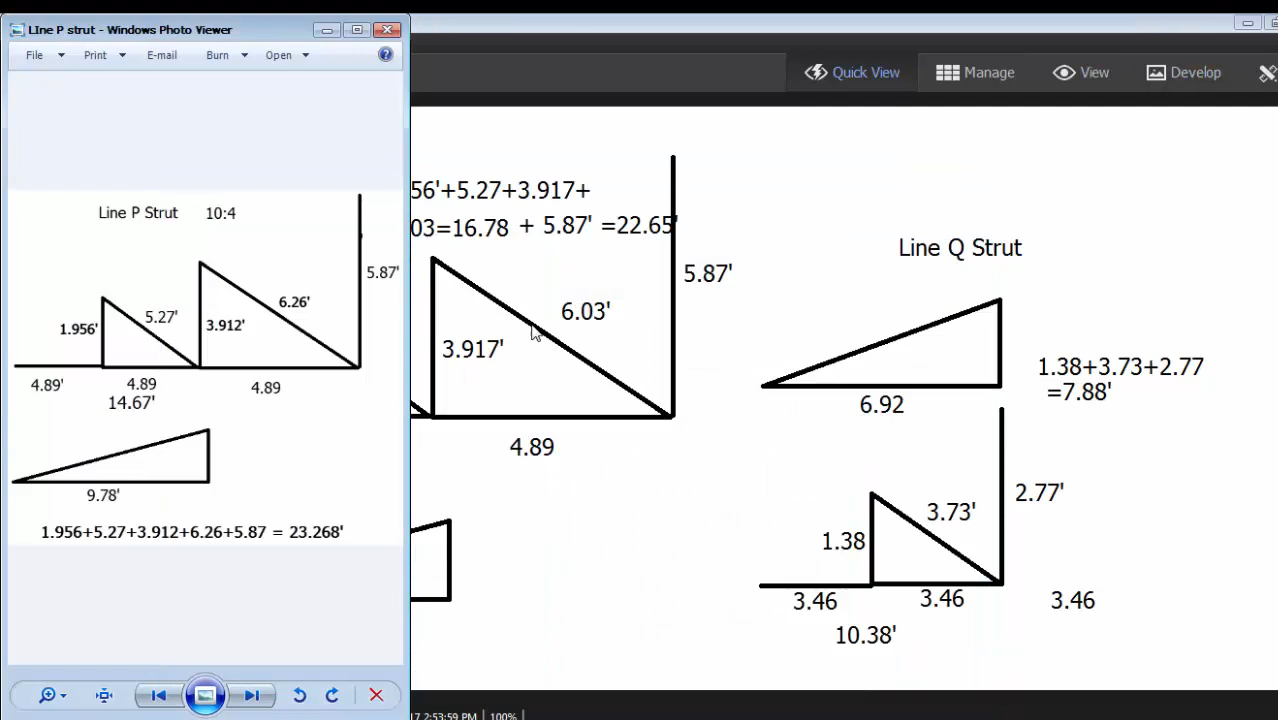 LIne P strut - Windows Photo Viewer
File Print E-mail Burn Open
Quick View Manage View Develop
Line P Strut 10:4
5.87'
6.26'
5.27'
1.956'
3.912'
4.89' 4.89 4.89
14.67'
9.78'
1.956+5.27+3.912+6.26+5.87 = 23.268'
56'+5.27+3.917+
03=16.78 + 5.87' =22.65'
5.87'
6.03'
3.917'
4.89
Line Q Strut
1.38+3.73+2.77
=7.88'
6.92
2.77'
3.73'
1.38
3.46 3.46 3.46
10.38'
17 2:53:59 PM 100%